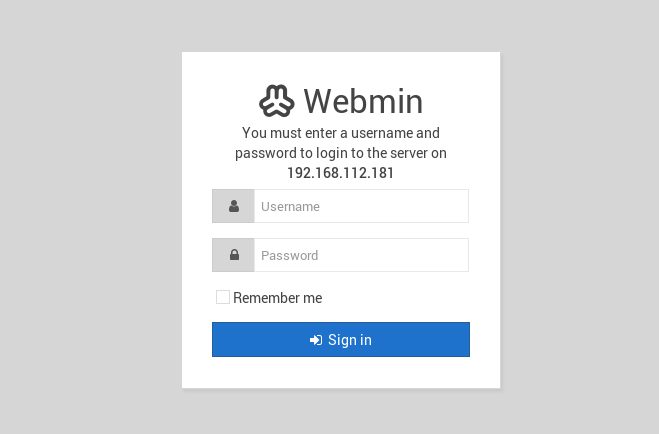 Webmin
You must enter a username and
password to login to the server on
192.168.112.181
Username
Password
Remember me
Sign in